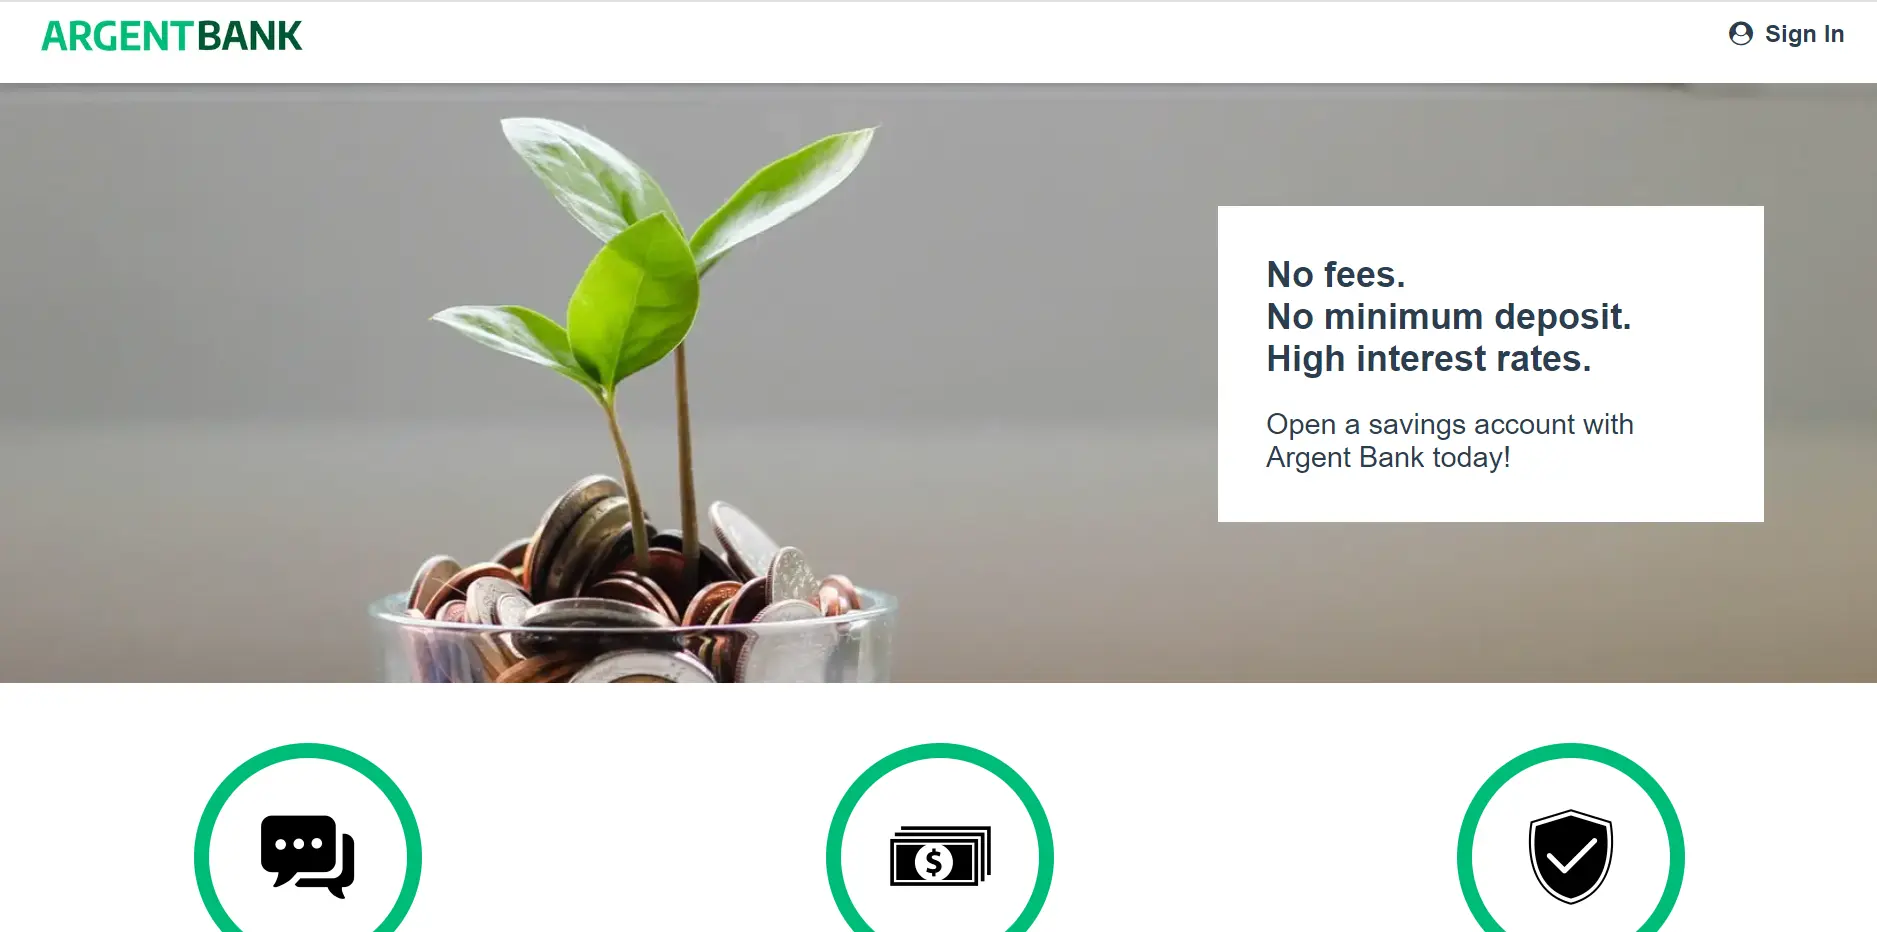 ARGENTBANK
Sign In
No fees.
No minimum deposit.
High interest rates.
Open a savings account with
Argent Bank today!
$